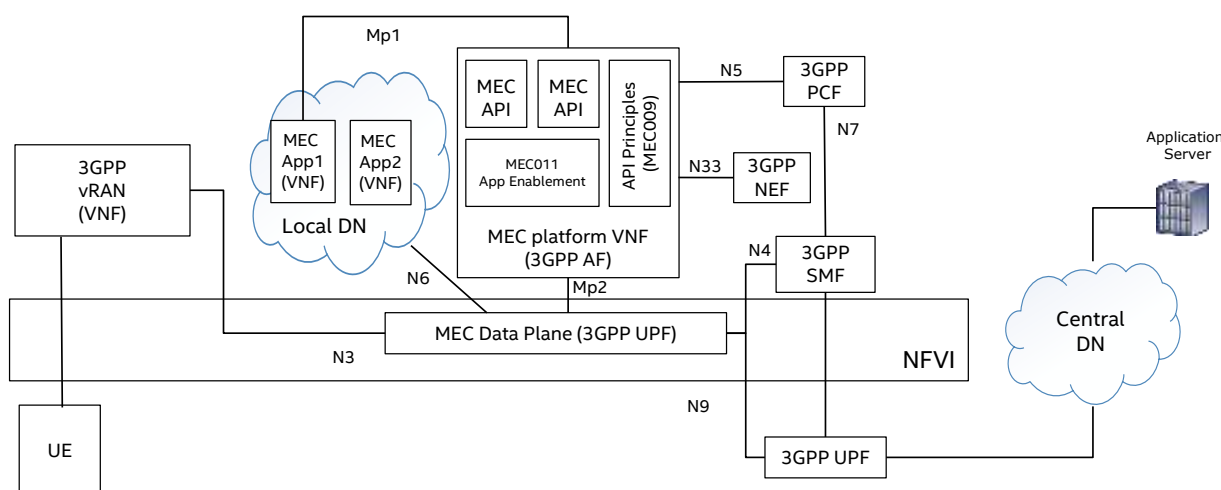 Mp1
MEC
API
MEC
API
API Principles
(MEC009)
MEC011
App Enablement
MEC platform VNF
(3GPP AF)
N5
3GPP
PCF
N7
N33
3GPP
NEF
MEC
App1
(VNF)
MEC
App2
(VNF)
Local DN
3GPP
vRAN
(VNF)
Application
Server
N4
3GPP
SMF
N6
Mp2
MEC Data Plane (3GPP UPF)
N3
NFVI
Central
DN
N9
UE
3GPP UPF